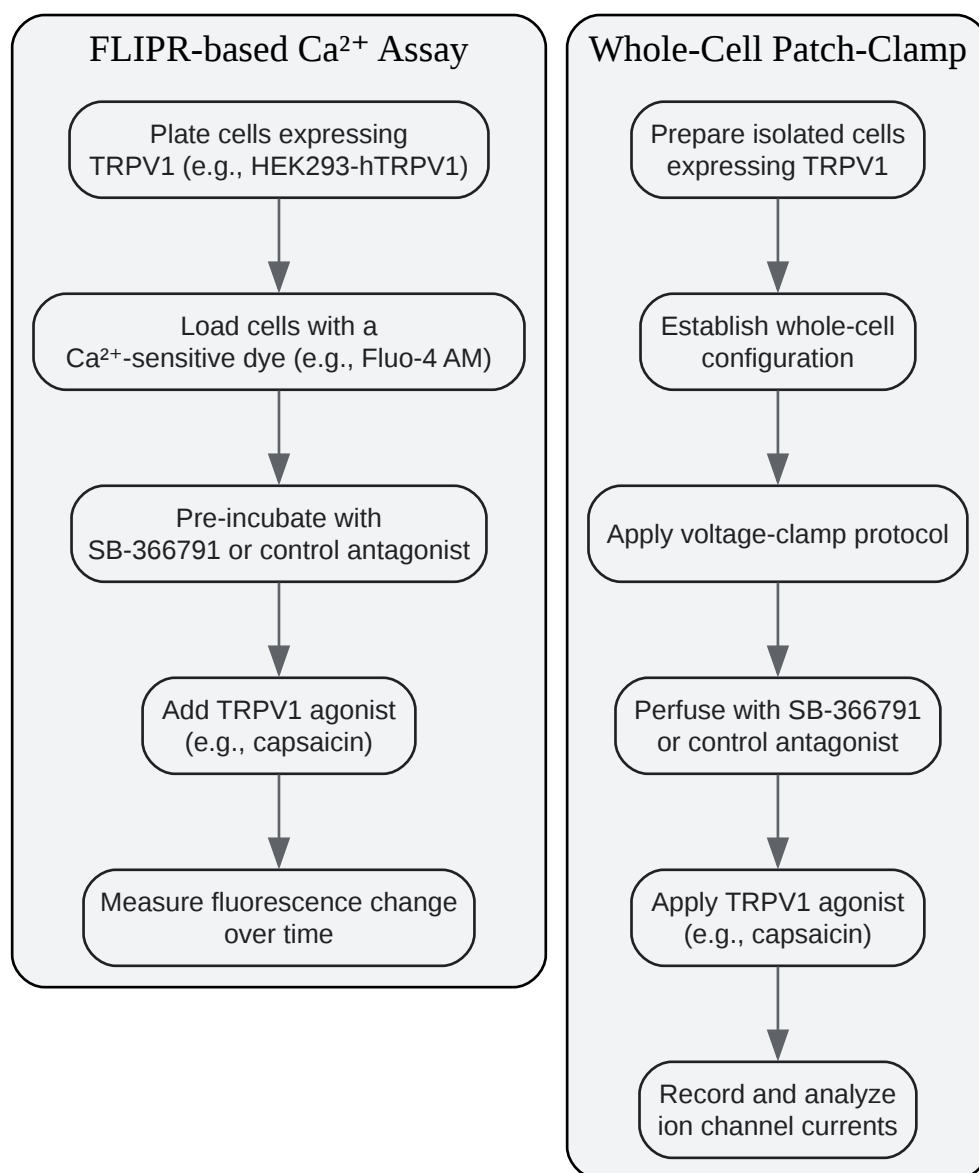 FLIPR-based Ca²⁺ Assay
Plate cells expressing
TRPV1 (e.g., HEK293-hTRPV1)
Load cells with a
Ca²⁺-sensitive dye (e.g., Fluo-4 AM)
Pre-incubate with
SB-366791 or control antagonist
Add TRPV1 agonist
(e.g., capsaicin)
Measure fluorescence change
over time
Whole-Cell Patch-Clamp
Prepare isolated cells
expressing TRPV1
Establish whole-cell
configuration
Apply voltage-clamp protocol
Perfuse with SB-366791
or control antagonist
Apply TRPV1 agonist
(e.g., capsaicin)
Record and analyze
ion channel currents